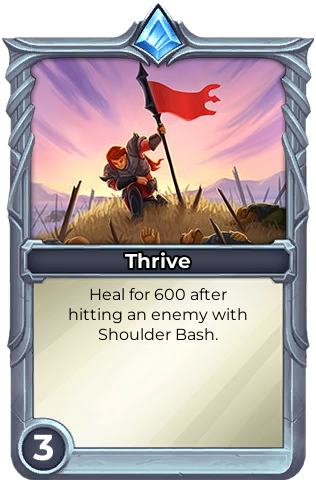 Thrive
Heal for 600 after
hitting an enemy with
Shoulder Bash.
3